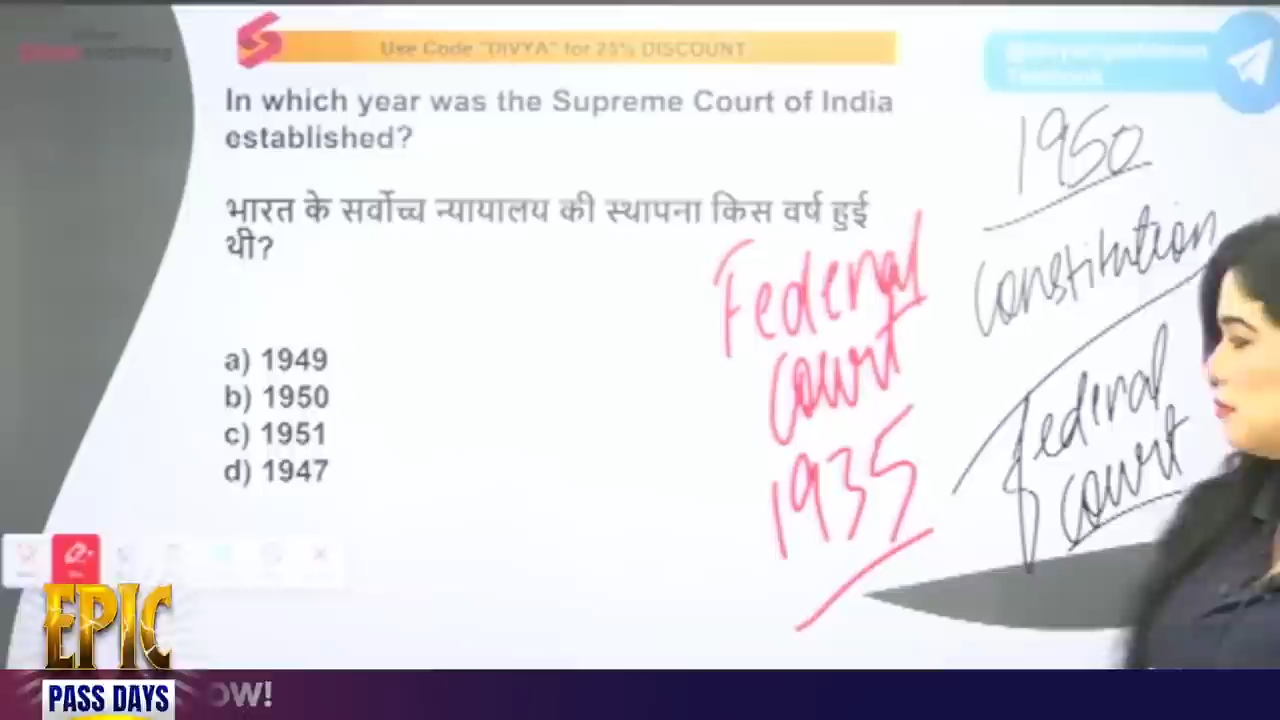 Use Code "DIVYA" for 25% DISCOUNT
In which year was the Supreme Court of India
established?
भारत के सर्वोच्च न्यायालय की स्थापना किस वर्ष हुई
थी?
a) 1949
b) 1950
c) 1951
d) 1947
Federal
court
1935
1950
Constitution
Federal
court
EPIC
PASS DAYS
OW!